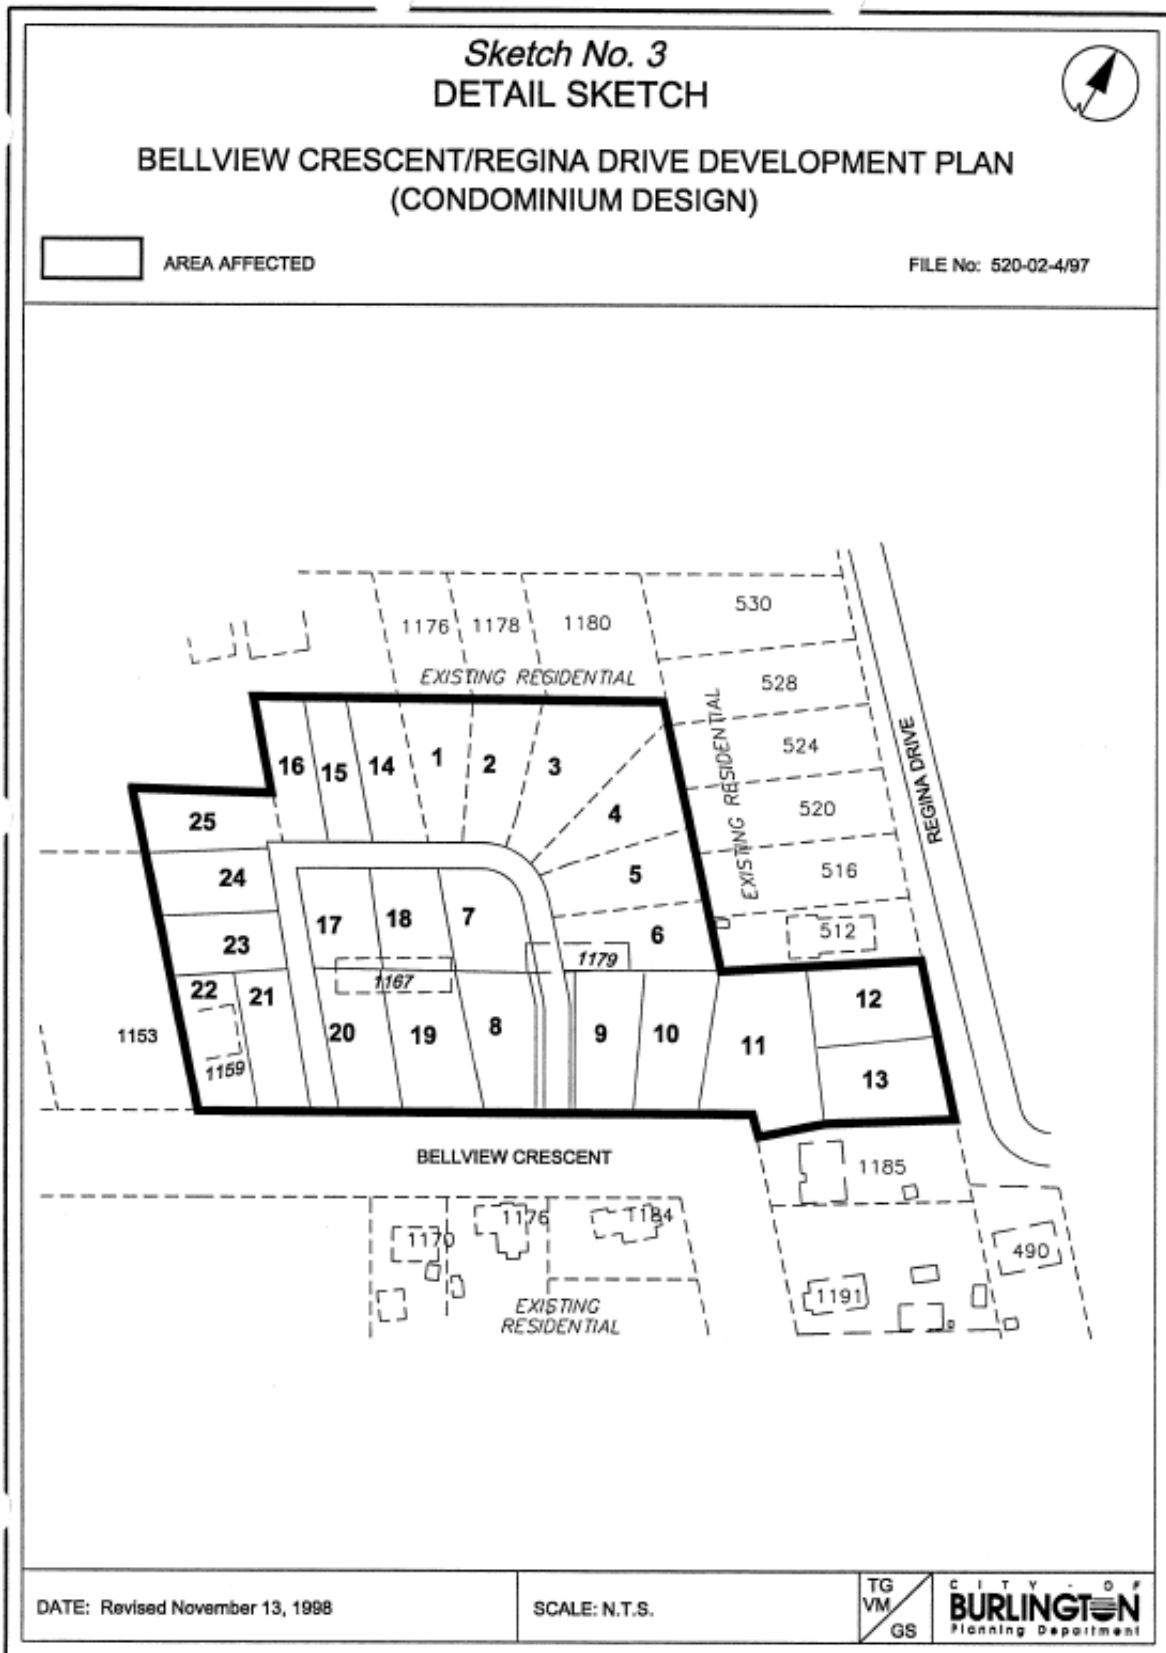 Sketch No. 3
DETAIL SKETCH
BELLVIEW CRESCENT/REGINA DRIVE DEVELOPMENT PLAN
(CONDOMINIUM DESIGN)
AREA AFFECTED
FILE No: 520-02-4/97
530
1176 1178 1180
EXISTING RESIDENTIAL
528
EXISTING RESIDENTIAL
524
REGINA DRIVE
520
516
512
16 15 14 1 2 3
4
25
5
24
17 18 7
6
23
1179
1167
22 21
12
1153
1159
20 19 8 9 10 11
13
BELLVIEW CRESCENT
1185
1170
1176
1184
490
1191
EXISTING
RESIDENTIAL
DATE: Revised November 13, 1998
SCALE: N.T.S.
TG
VM
GS
CITY · OF
BURLINGTON
Planning Department